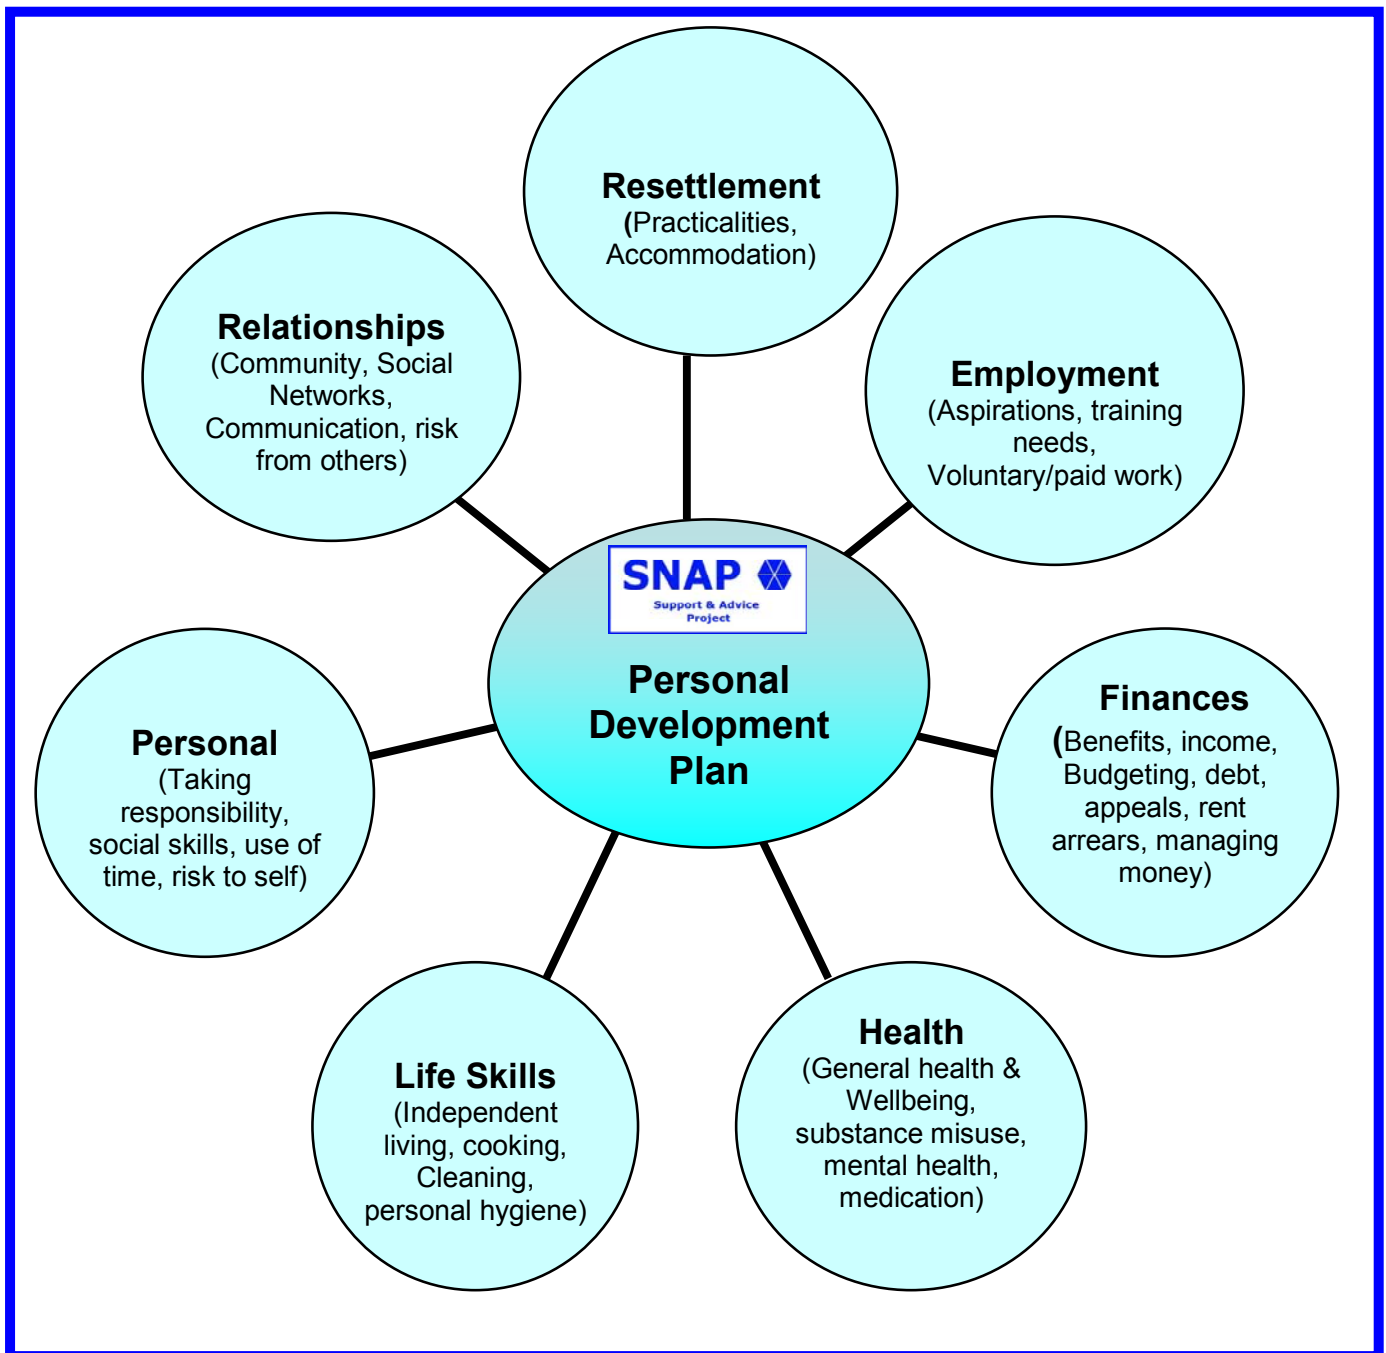 Resettlement
(Practicalities,
Accommodation)
Relationships
(Community, Social
Networks,
Communication, risk
from others)
Employment
(Aspirations, training
needs,
Voluntary/paid work)
SNAP
Support & Advice
Project
Personal
Development
Plan
Finances
(Benefits, income,
Budgeting, debt,
appeals, rent
arrears, managing
money)
Personal
(Taking
responsibility,
social skills, use of
time, risk to self)
Life Skills
(Independent
living, cooking,
Cleaning,
personal hygiene)
Health
(General health &
Wellbeing,
substance misuse,
mental health,
medication)